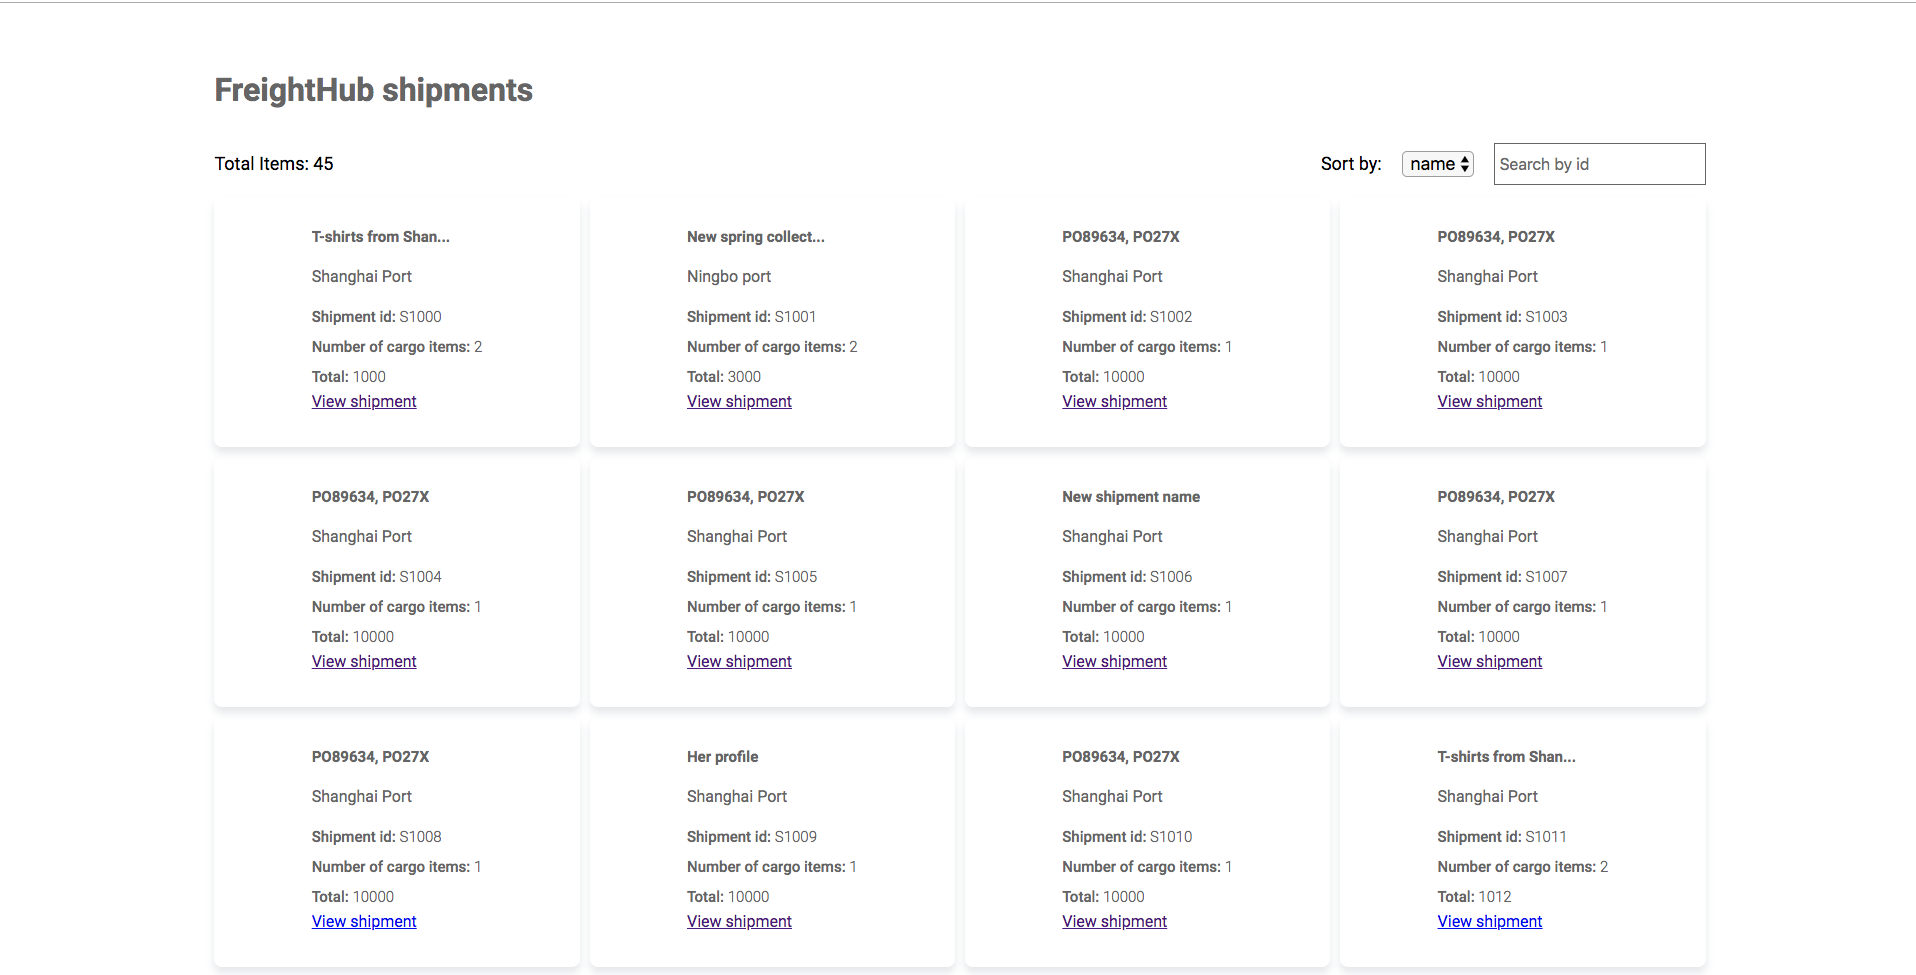 FreightHub shipments
Total Items: 45
Sort by:
name
Search by id
T-shirts from Shan...
Shanghai Port
Shipment id: S1000
Number of cargo items: 2
Total: 1000
View shipment
New spring collect...
Ningbo port
Shipment id: S1001
Number of cargo items: 2
Total: 3000
View shipment
PO89634, PO27X
Shanghai Port
Shipment id: S1002
Number of cargo items: 1
Total: 10000
View shipment
PO89634, PO27X
Shanghai Port
Shipment id: S1003
Number of cargo items: 1
Total: 10000
View shipment
PO89634, PO27X
Shanghai Port
Shipment id: S1004
Number of cargo items: 1
Total: 10000
View shipment
PO89634, PO27X
Shanghai Port
Shipment id: S1005
Number of cargo items: 1
Total: 10000
View shipment
New shipment name
Shanghai Port
Shipment id: S1006
Number of cargo items: 1
Total: 10000
View shipment
PO89634, PO27X
Shanghai Port
Shipment id: S1007
Number of cargo items: 1
Total: 10000
View shipment
PO89634, PO27X
Shanghai Port
Shipment id: S1008
Number of cargo items: 1
Total: 10000
View shipment
Her profile
Shanghai Port
Shipment id: S1009
Number of cargo items: 1
Total: 10000
View shipment
PO89634, PO27X
Shanghai Port
Shipment id: S1010
Number of cargo items: 1
Total: 10000
View shipment
T-shirts from Shan...
Shanghai Port
Shipment id: S1011
Number of cargo items: 2
Total: 1012
View shipment